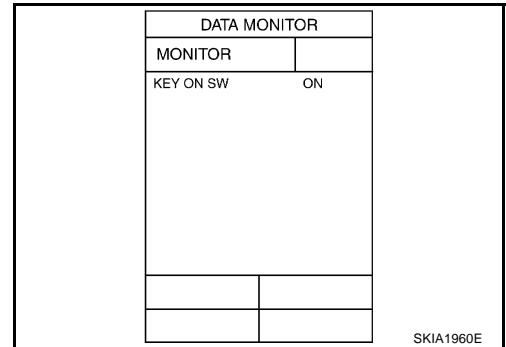 DATA MONITOR
MONITOR
KEY ON SW ON
SKIA1960E